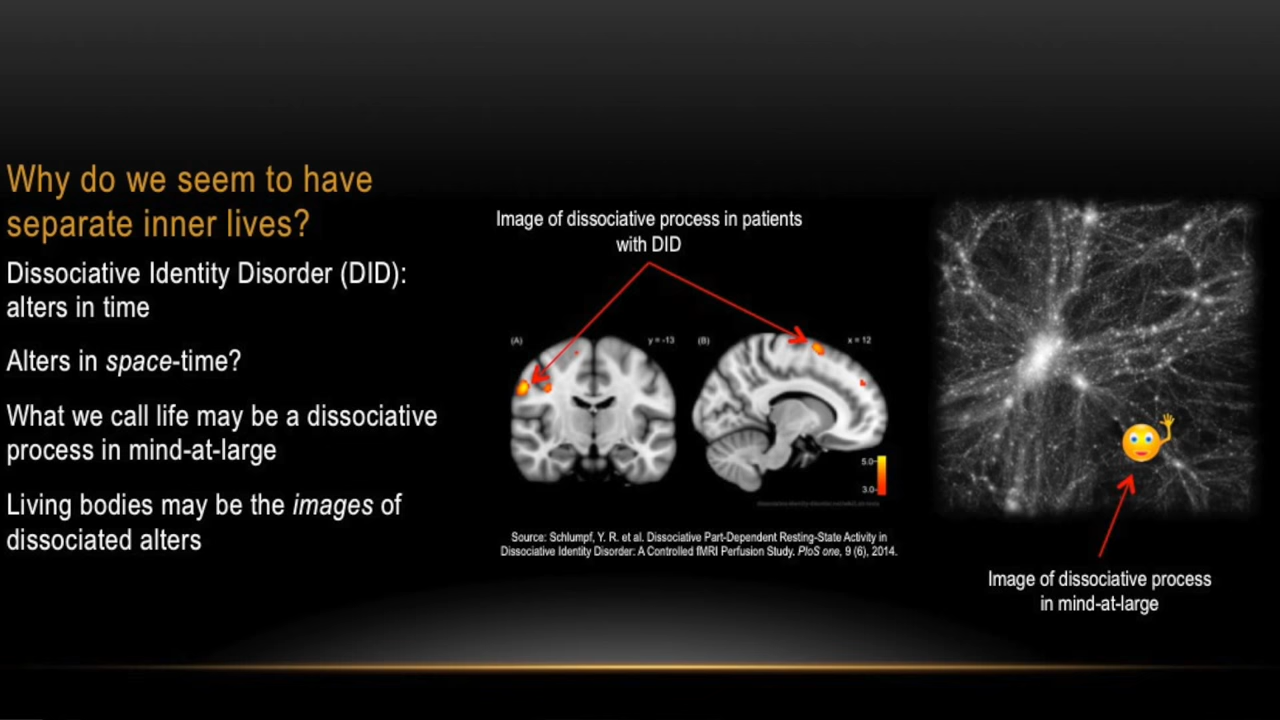 Why do we seem to have
separate inner lives?
Dissociative Identity Disorder (DID):
alters in time
Alters in space-time?
What we call life may be a dissociative
process in mind-at-large
Living bodies may be the images of
dissociated alters
Image of dissociative process in patients
with DID
(A)
y = -13
(B)
x = 12
5.0
3.0
Source: Schlumpf, Y. R. et al. Dissociative Part-Dependent Resting-State Activity in
Dissociative Identity Disorder: A Controlled fMRI Perfusion Study. PloS one, 9 (6), 2014.
Image of dissociative process
in mind-at-large